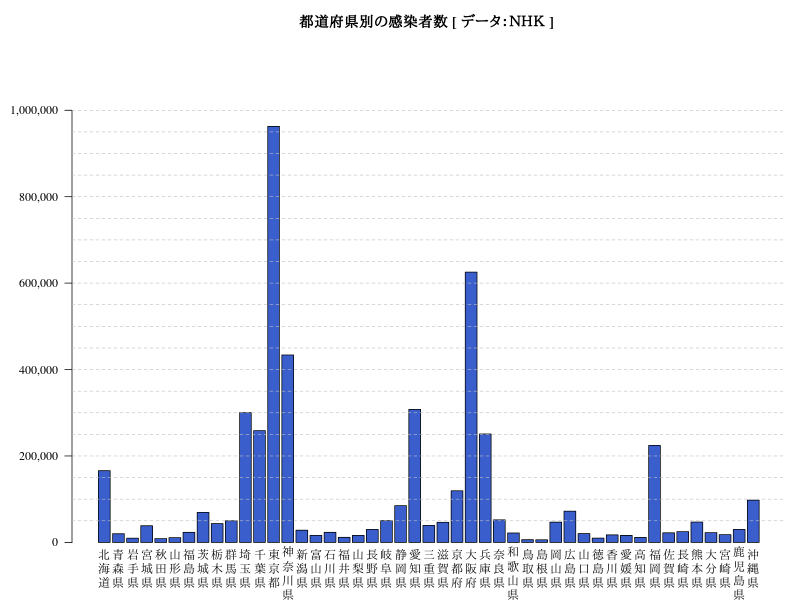 都道府県別の感染者数 [ データ：NHK ]
1,000,000
800,000
600,000
400,000
200,000
0
北海道
青森県
岩手県
宮城県
秋田県
山形県
福島県
茨城県
栃木県
群馬県
埼玉県
千葉県
東京都
神奈川県
新潟県
富山県
石川県
福井県
山梨県
長野県
岐阜県
静岡県
愛知県
三重県
滋賀県
京都府
大阪府
兵庫県
奈良県
和歌山県
鳥取県
島根県
岡山県
広島県
山口県
徳島県
香川県
愛媛県
高知県
福岡県
佐賀県
長崎県
熊本県
大分県
宮崎県
鹿児島県
沖縄県